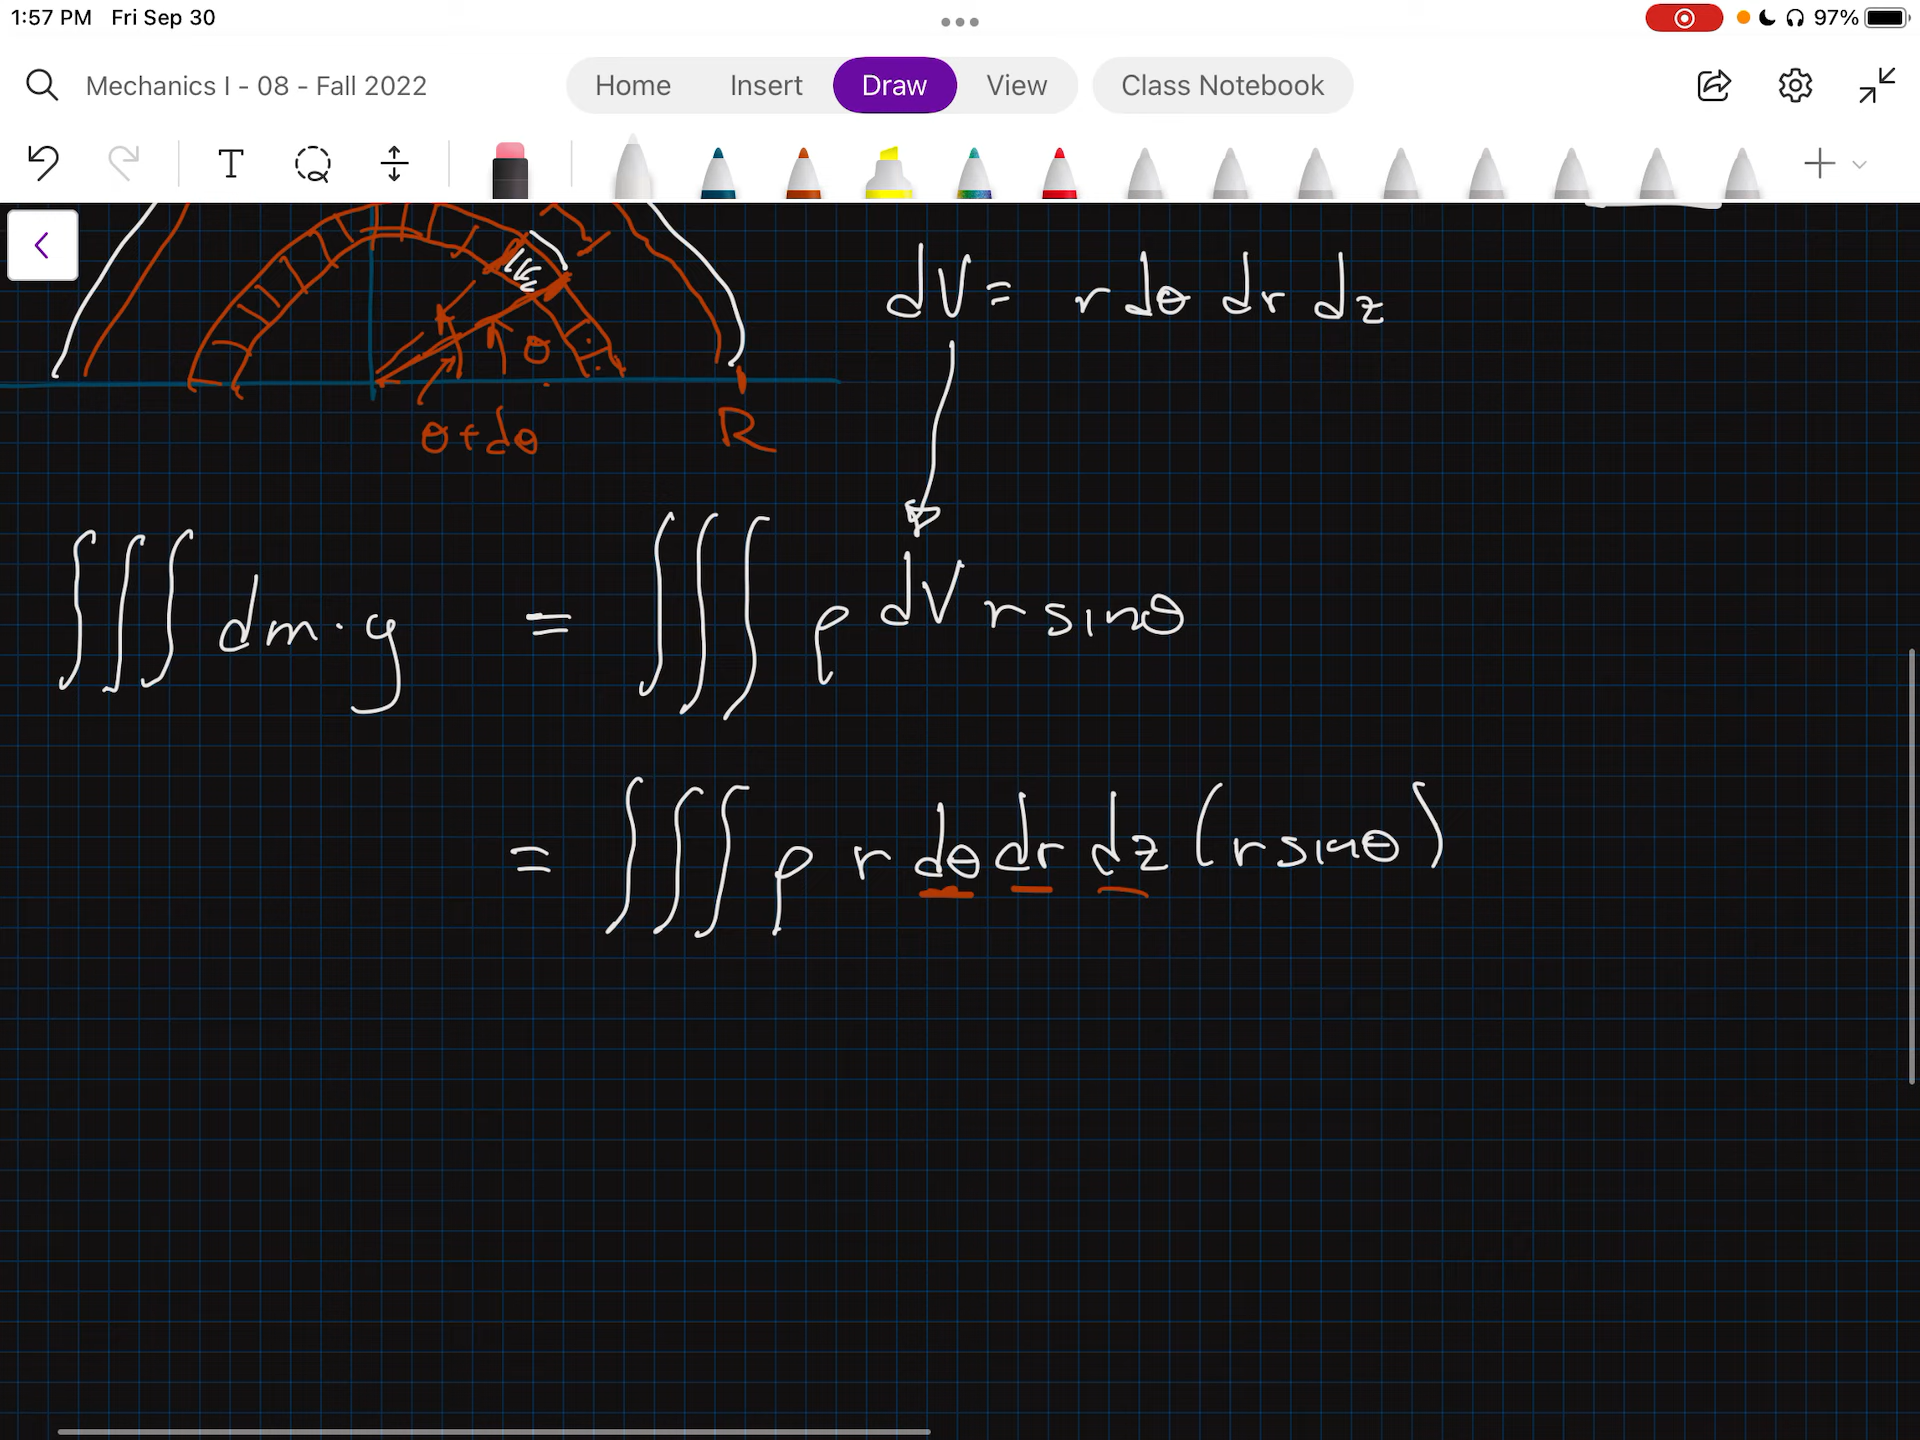 1:57 PM Fri Sep 30
97%
Mechanics I - 08 - Fall 2022
Home Insert Draw View Class Notebook
T
dV = r dθ dr dz
θ
θ + dθ
R
∫∫∫ dm · y = ∫∫∫ ρ dV r sinθ
= ∫∫∫ ρ r dθ dr dz (r sinθ)